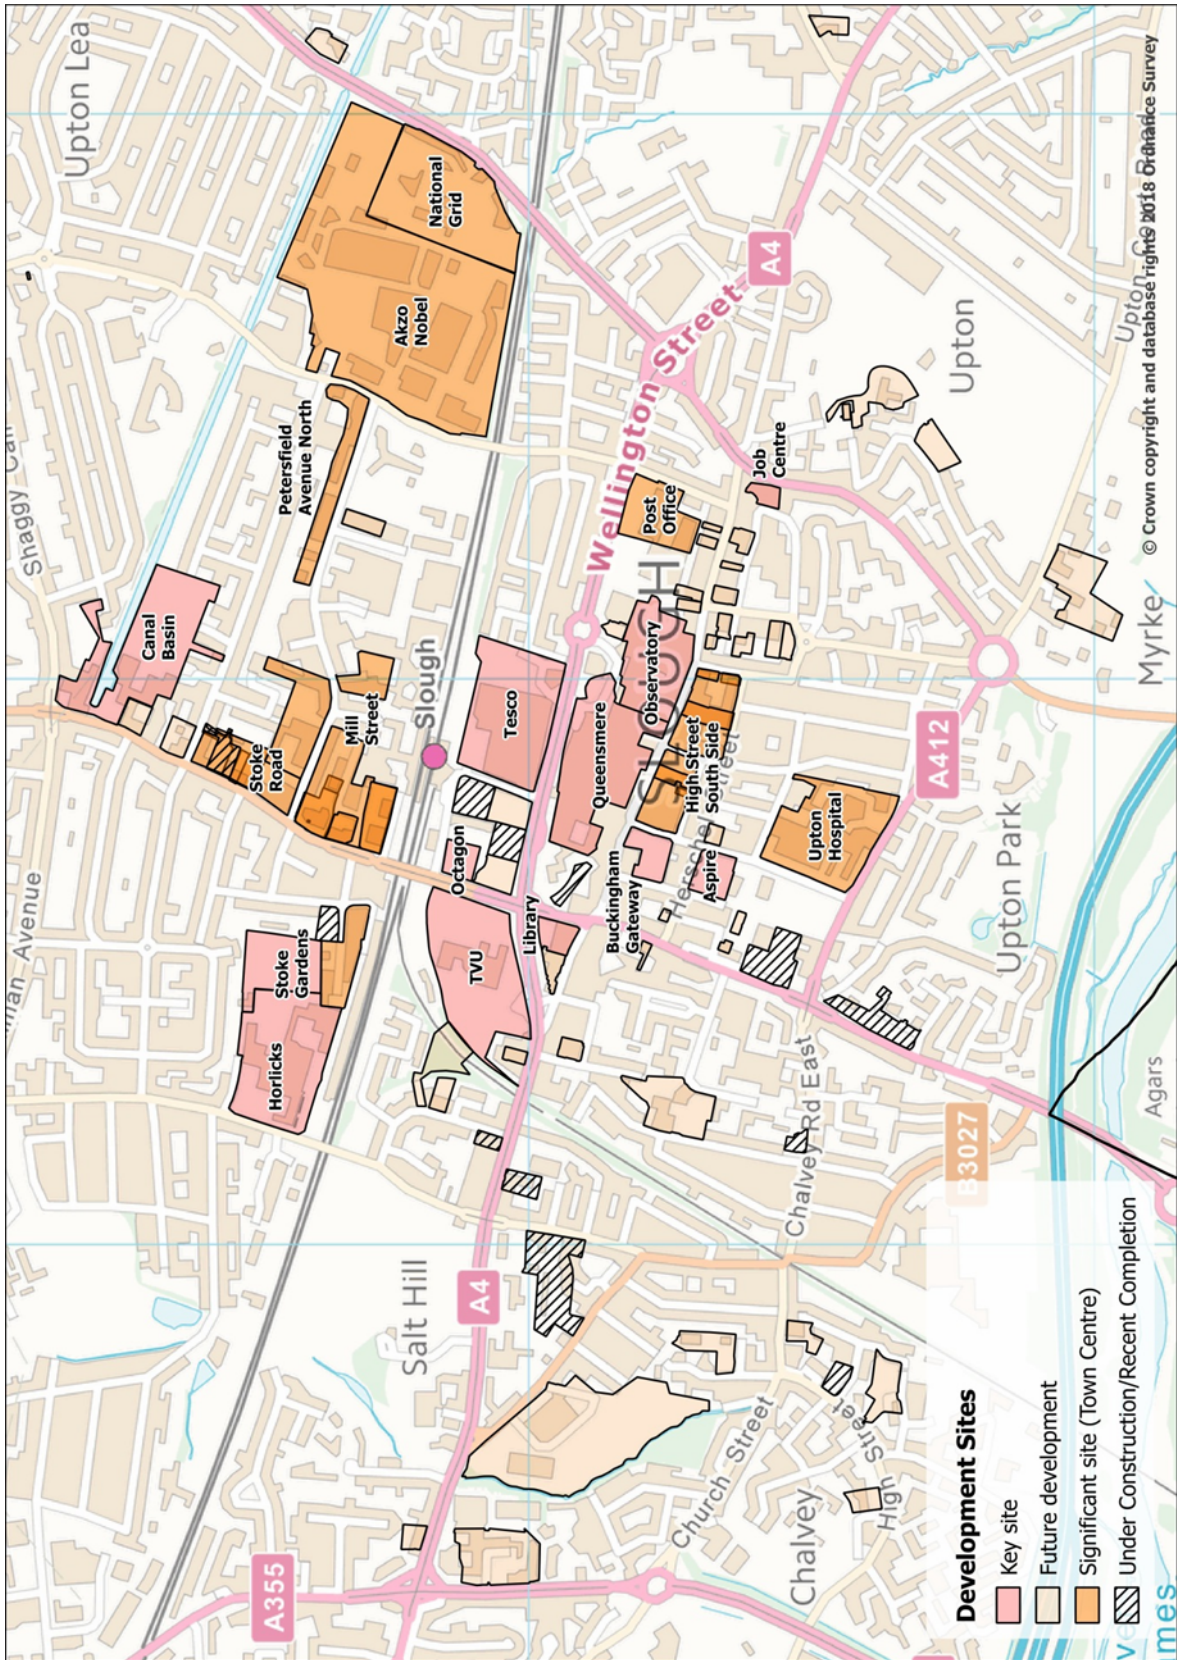 Upton Lea
National
Grid
Akzo
Nobel
Petersfield
Avenue North
Canal
Basin
Stoke
Road
Mill
Street
Slough
Tesco
Wellington Street
A4
Upton
Job
Centre
Post
Office
SLOUGH
Observatory
Queensmere
High Street
South Side
Octagon
Library
Buckingham
Gateway
Aspire
Upton
Hospital
A412
Upton Park
Myrke
TVU
Stoke
Gardens
Horlicks
Avenue
Salt Hill
A4
Chalvey Rd East
B3027
Agars
Church Street
High Street
Chalvey
A355
© Crown copyright and database rights 2018 Ordnance Survey
Development Sites
Key site
Future development
Significant site (Town Centre)
Under Construction/Recent Completion